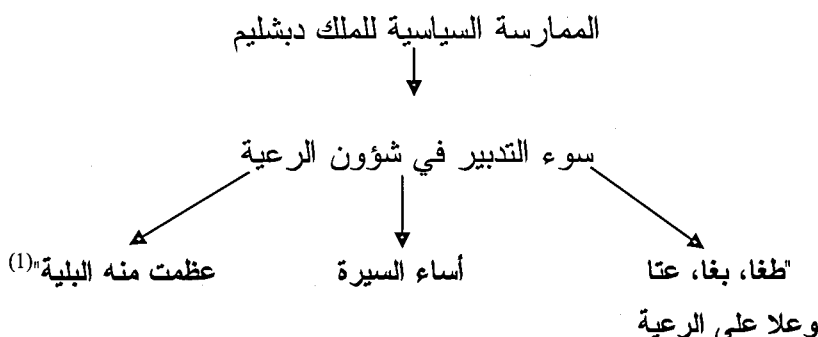 الممارسة السياسية للملك دبشليم
سوء التدبير في شؤون الرعية
"طغا، بغا، عتا
وعلا على الرعية
أساء السيرة
عظمت منه البلية"(1)